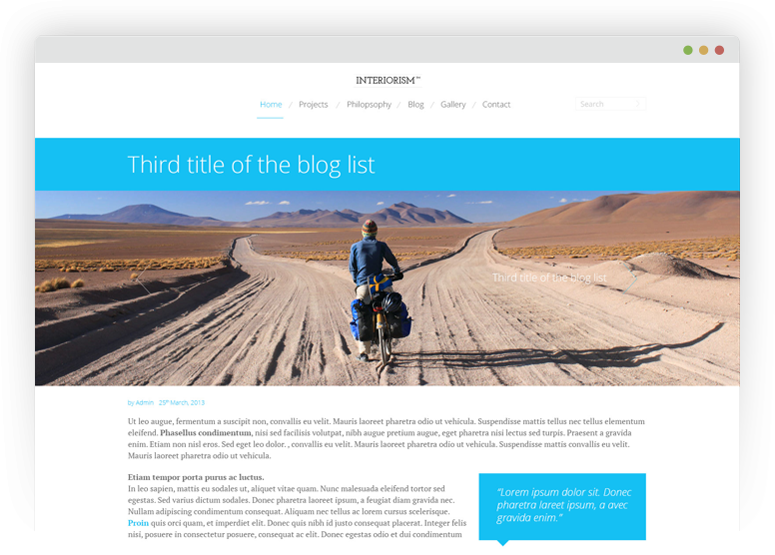 INTERIORISM™
Home / Projects / Philopsophy / Blog / Gallery / Contact
Search
Third title of the blog list
Third title of the blog list
by Admin 25th March, 2013
Ut leo augue, fermentum a suscipit non, convallis eu velit. Mauris laoreet pharetra odio ut vehicula. Suspendisse mattis tellus nec tellus elementum
eleifend. Phasellus condimentum, nisi sed facilisis volutpat, nibh augue pretium augue, eget pharetra nisi lectus sed turpis. Praesent a gravida
enim. Etiam non nisl eros. Sed eget leo dolor. , convallis eu velit. Mauris laoreet pharetra odio ut vehicula. Suspendisse mattis convallis eu velit.
Mauris laoreet pharetra odio ut vehicula.
Etiam tempor porta purus ac luctus.
In leo sapien, mattis eu sodales ut, aliquet vitae quam. Nunc malesuada eleifend tortor sed
egestas. Sed varius dictum sodales. Donec pharetra laoreet ipsum, a feugiat diam gravida nec.
Nullam adipiscing condimentum consequat. Aliquam nec tellus ac lorem cursus scelerisque.
Proin quis orci quam, et imperdiet elit. Donec quis nibh id justo consequat placerat. Integer felis
nisi, posuere in consectetur posuere, consequat ac elit. Donec egestas odio et dui condimentum
“Lorem ipsum dolor sit. Donec
pharetra lareet ipsum, a avec
gravida enim.”